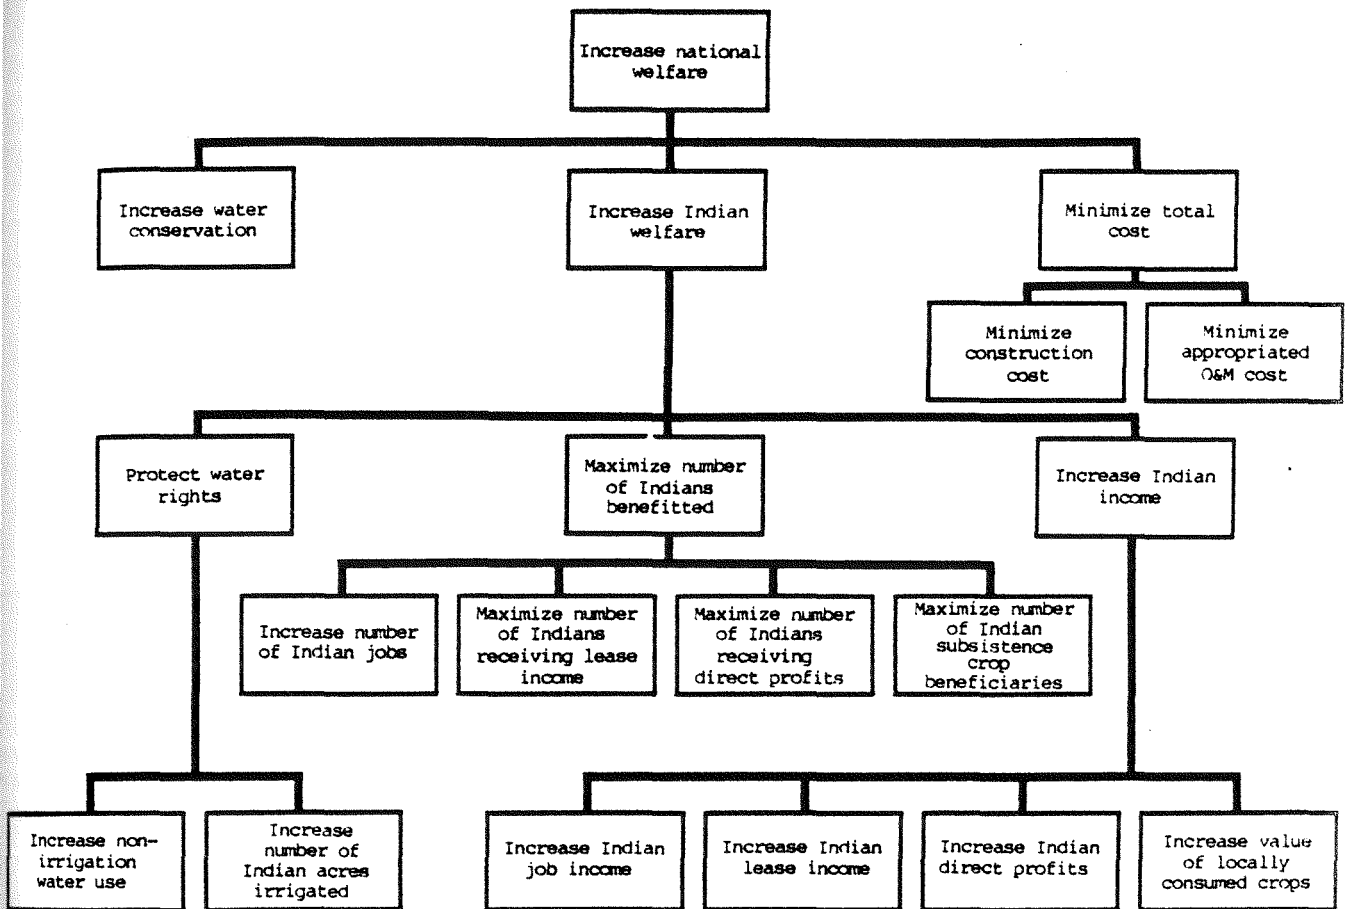 Increase national
welfare
Increase water
conservation
Increase Indian
welfare
Minimize total
cost
Minimize
construction
cost
Minimize
appropriated
O&M cost
Protect water
rights
Maximize number
of Indians
benefitted
Increase Indian
income
Increase number
of Indian jobs
Maximize number
of Indians
receiving lease
income
Maximize number
of Indians
receiving
direct profits
Maximize number
of Indian
subsistence
crop
beneficiaries
Increase non-
irrigation
water use
Increase
number of
Indian acres
irrigated
Increase Indian
job income
Increase Indian
lease income
Increase Indian
direct profits
Increase value
of locally
consumed crops